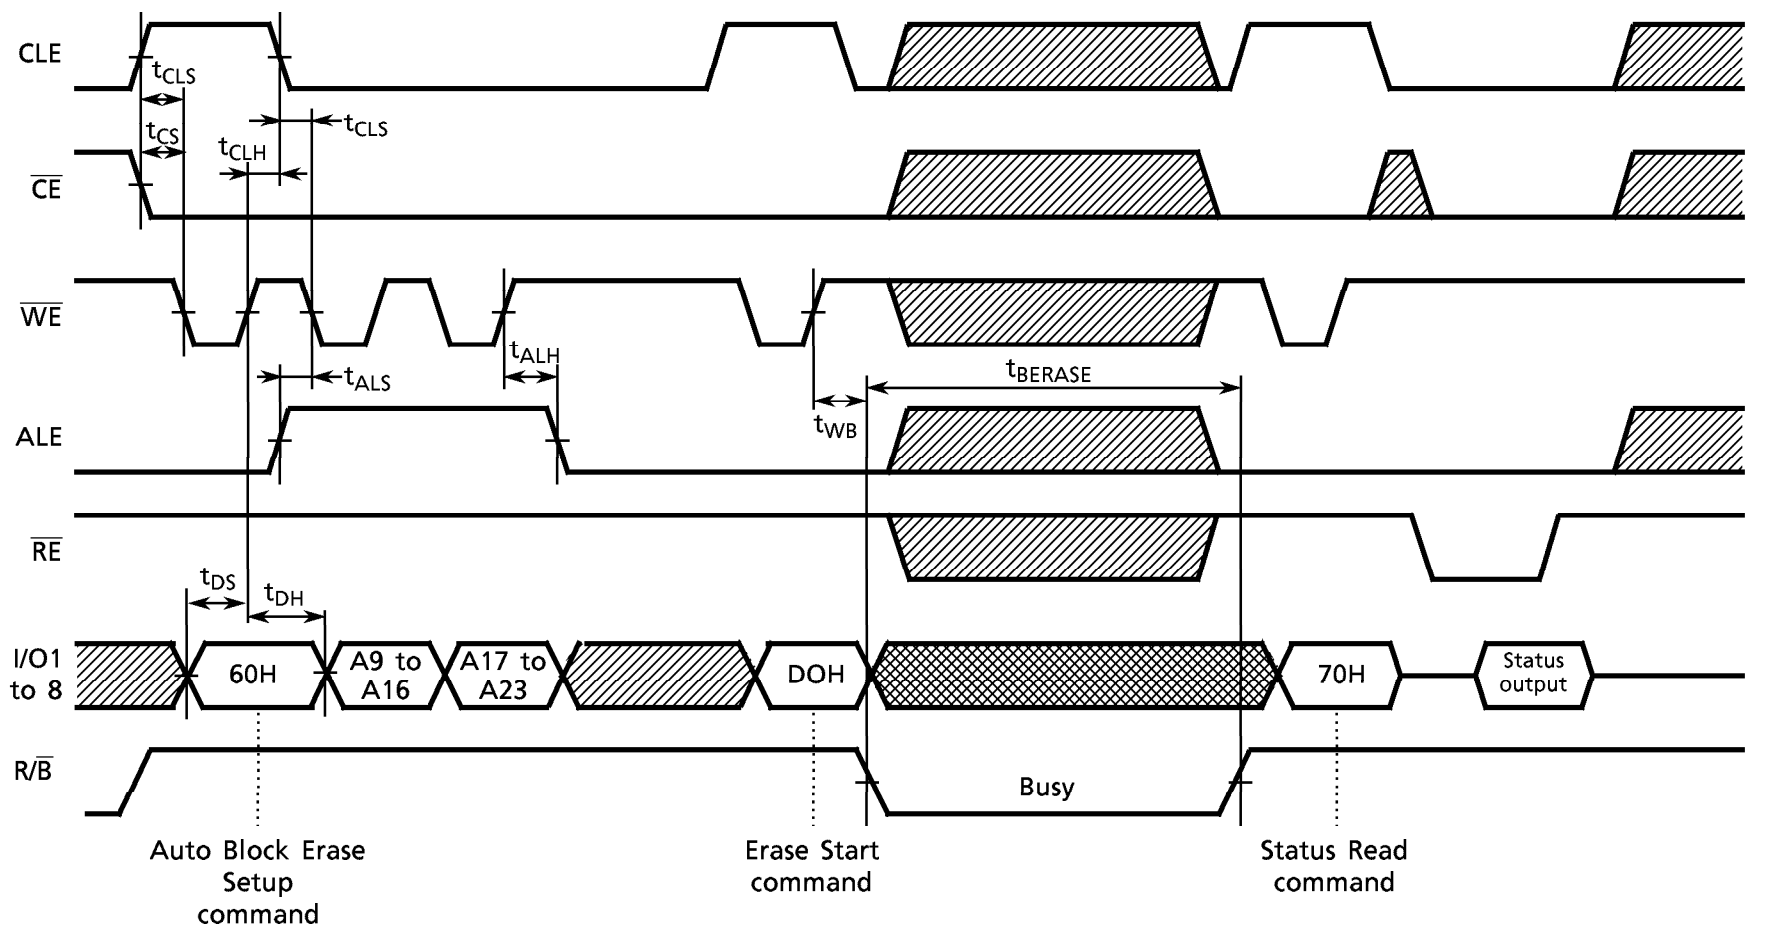 CLE
tCLS
tCS
tCLH
tCLS
CE
WE
tALH
tALS
tBERASE
tWB
ALE
RE
tDS
tDH
I/O1
to 8
60H
A9 to
A16
A17 to
A23
DOH
70H
Status
output
R/B
Busy
Auto Block Erase
Setup
command
Erase Start
command
Status Read
command